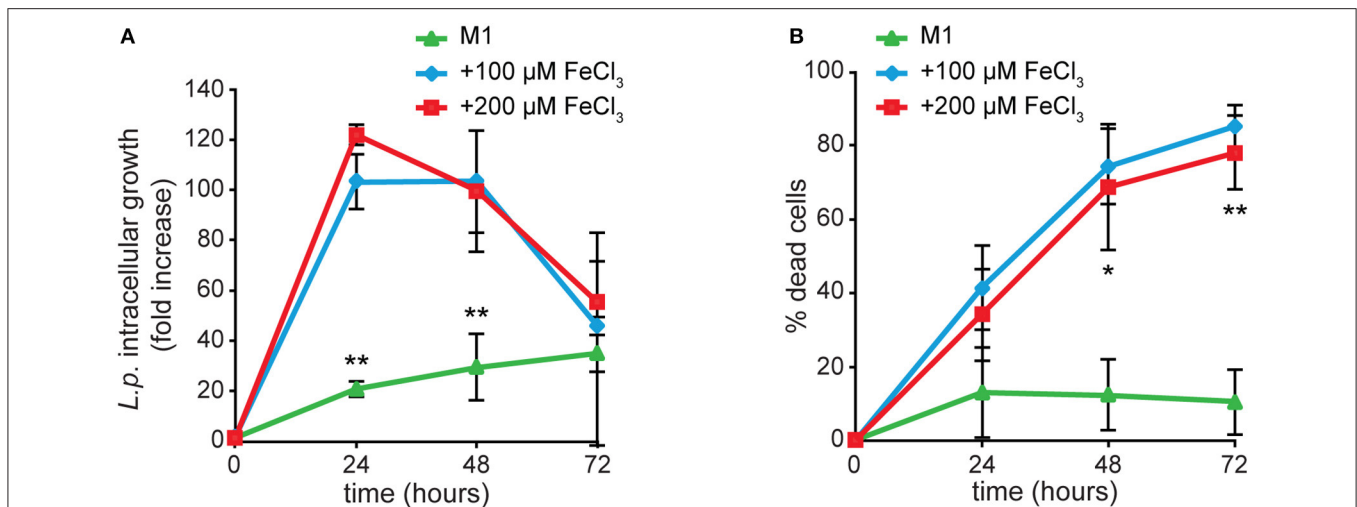 A
M1
+100 µM FeCl3
+200 µM FeCl3
L.p. intracellular growth
(fold increase)
140
120
100
80
60
40
20
0
**
**
0 24 48 72
time (hours)
B
M1
+100 µM FeCl3
+200 µM FeCl3
% dead cells
100
80
60
40
20
0
*
**
0 24 48 72
time (hours)